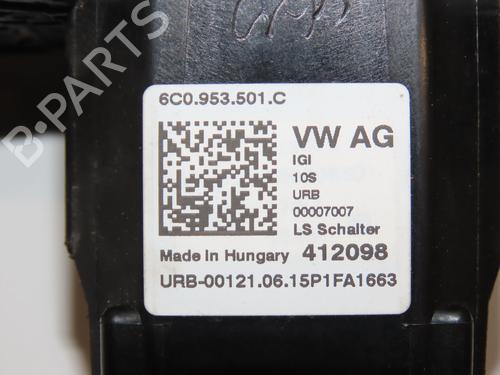 6C0.953.501.C
VW AG
IGI
10S
URB
00007007
LS Schalter
Made in Hungary 412098
URB-00121.06.15P1FA1663
B-PARTS